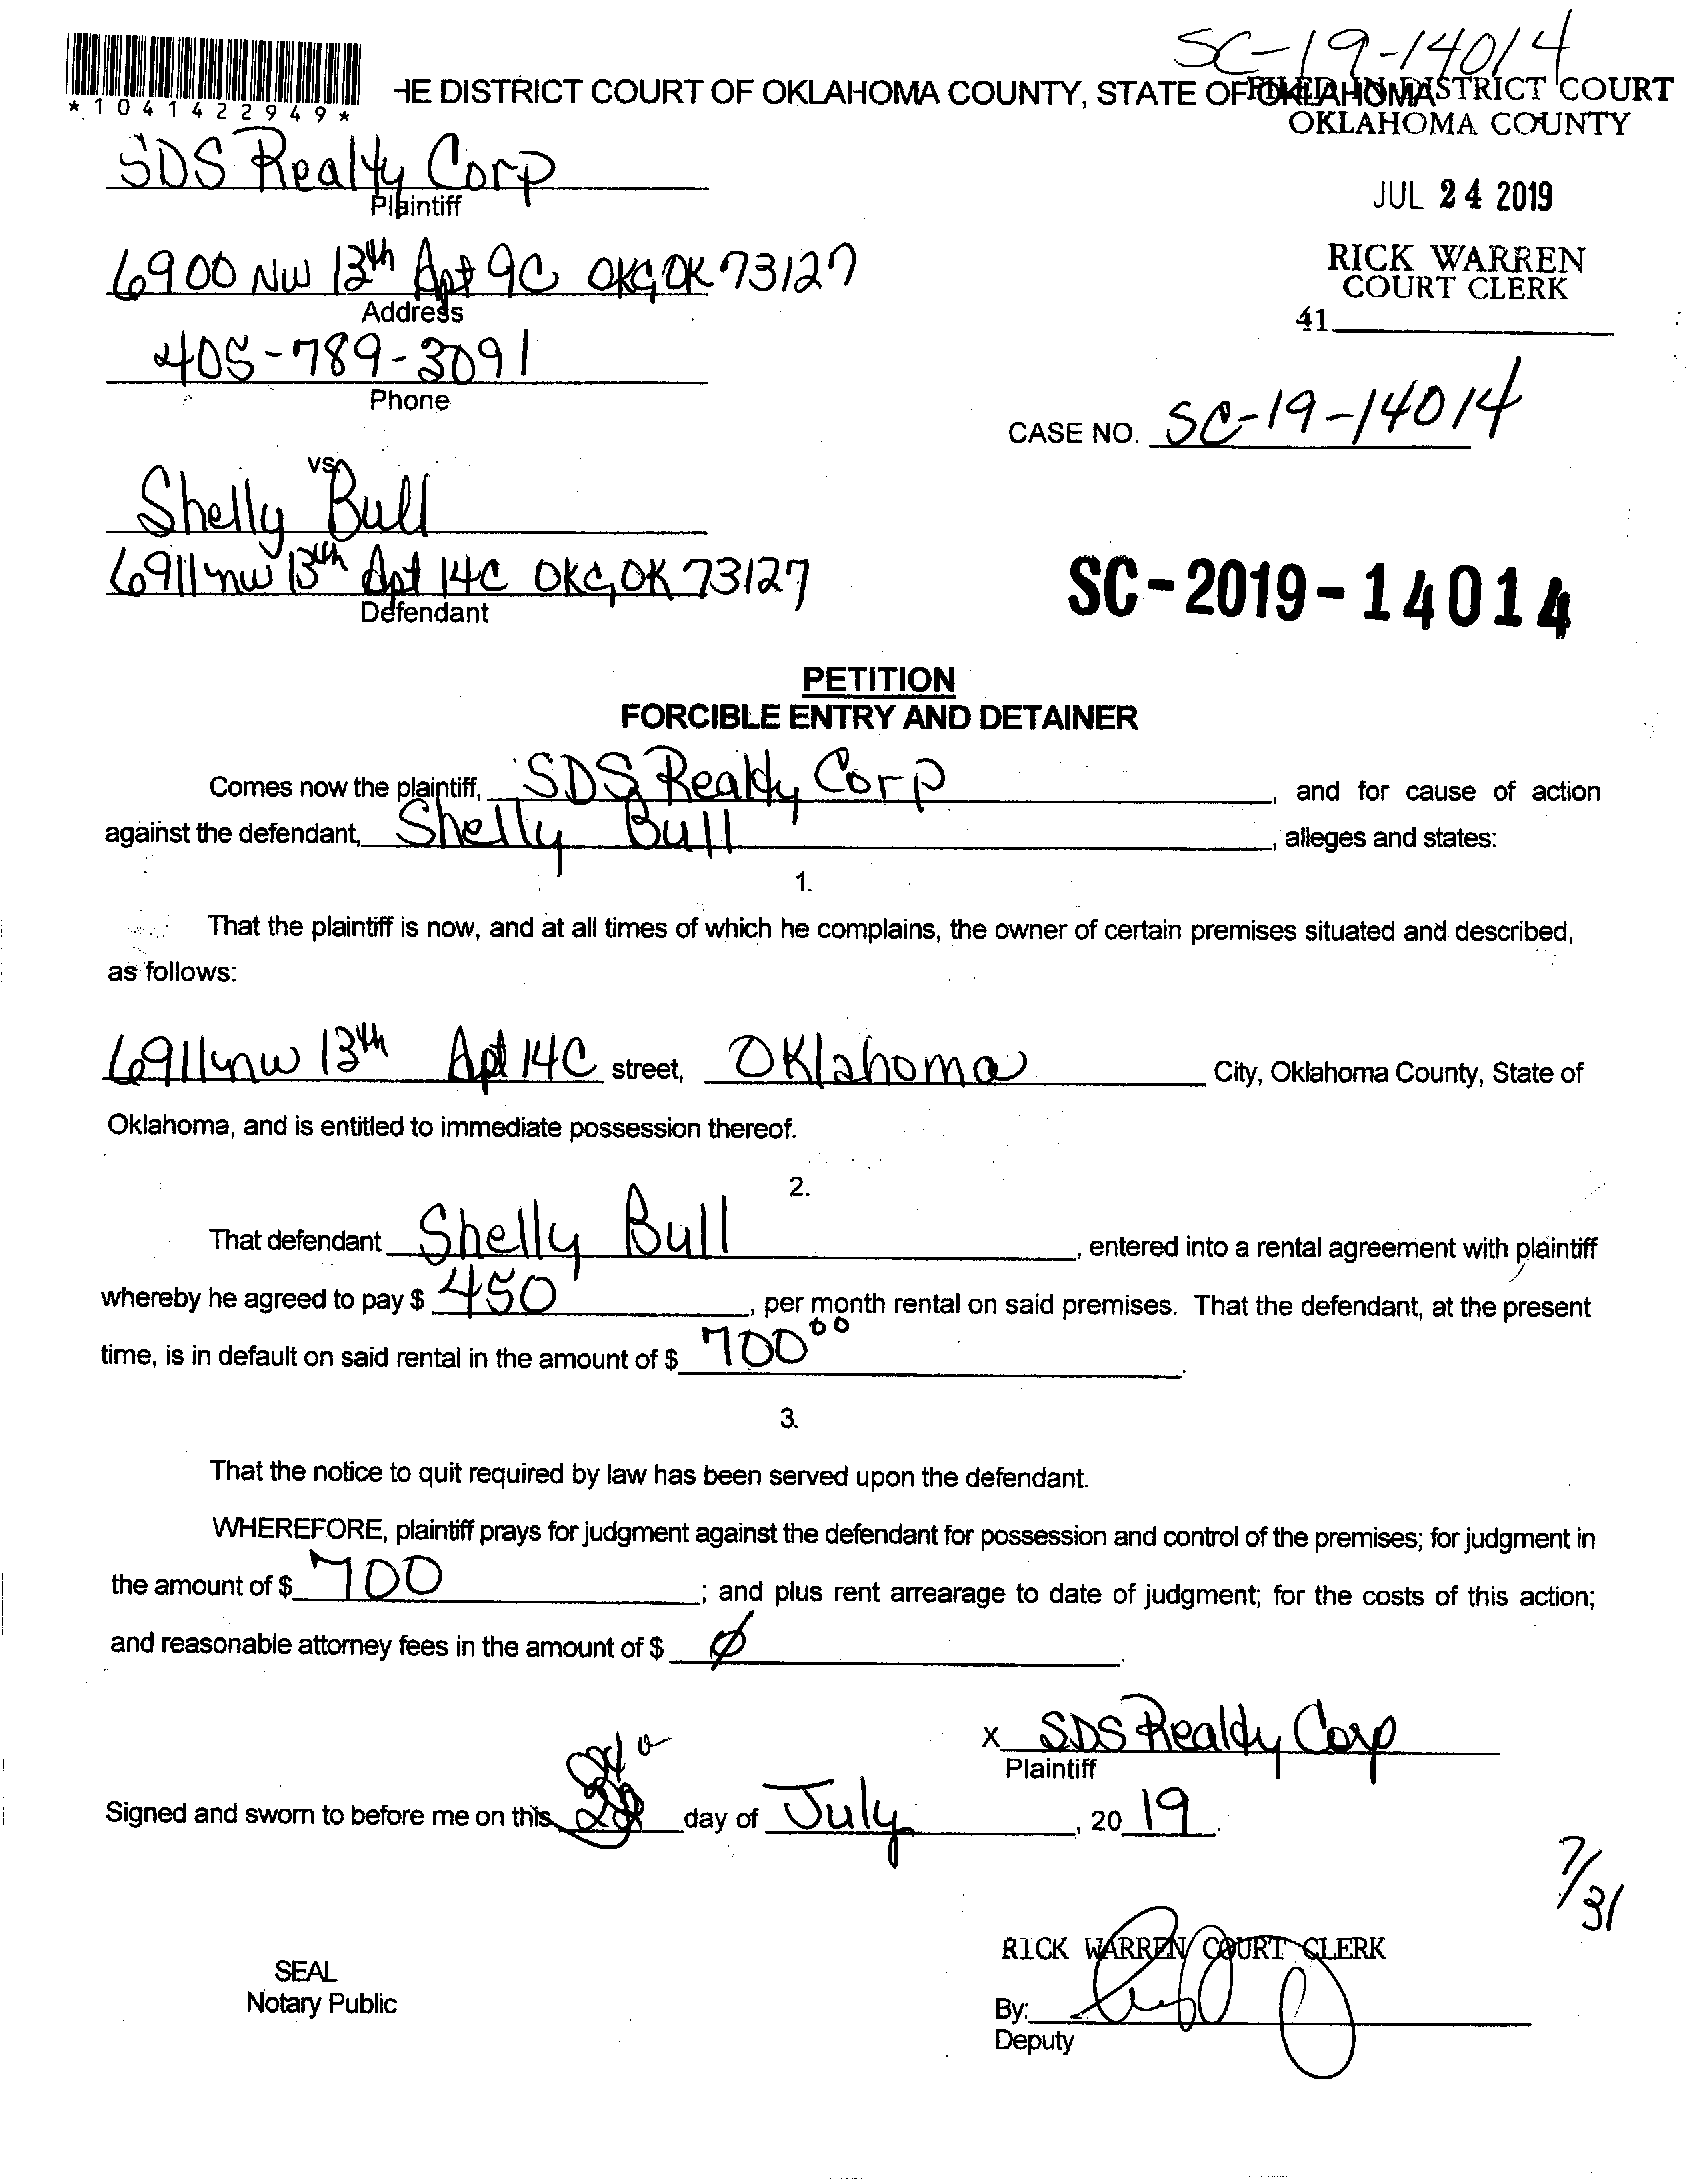 SC-19-14014
*1041422949*
HE DISTRICT COURT OF OKLAHOMA COUNTY, STATE OF OKLAHOMA
FILED IN DISTRICT COURT
OKLAHOMA COUNTY
SDS Realty Corp
Plaintiff
JUL 24 2019
6900 NW 13th Apt 9C OKC, OK 73127
Address
RICK WARREN
COURT CLERK
41
405-789-3091
Phone
CASE NO. SC-19-14014
vs
Shelly Bull
6911 nw 13th Apt 14C OKC, OK 73127
Defendant
SC-2019-14014
PETITION
FORCIBLE ENTRY AND DETAINER
Comes now the plaintiff, SDS Realty Corp, and for cause of action
against the defendant, Shelly Bull, alleges and states:
1.
That the plaintiff is now, and at all times of which he complains, the owner of certain premises situated and described,
as follows:
6911 nw 13th Apt 14C street, Oklahoma City, Oklahoma County, State of
Oklahoma, and is entitled to immediate possession thereof.
2.
That defendant Shelly Bull, entered into a rental agreement with plaintiff
whereby he agreed to pay $ 450, per month rental on said premises. That the defendant, at the present
time, is in default on said rental in the amount of $ 700 00.
3.
That the notice to quit required by law has been served upon the defendant.
WHEREFORE, plaintiff prays for judgment against the defendant for possession and control of the premises; for judgment in
the amount of $ 700; and plus rent arrearage to date of judgment; for the costs of this action;
and reasonable attorney fees in the amount of $ ϕ.
X SDS Realty Corp
Plaintiff
Signed and sworn to before me on this 24 day of July, 20 19.
7/31
RICK WARREN COURT CLERK
SEAL
Notary Public
By:
Deputy